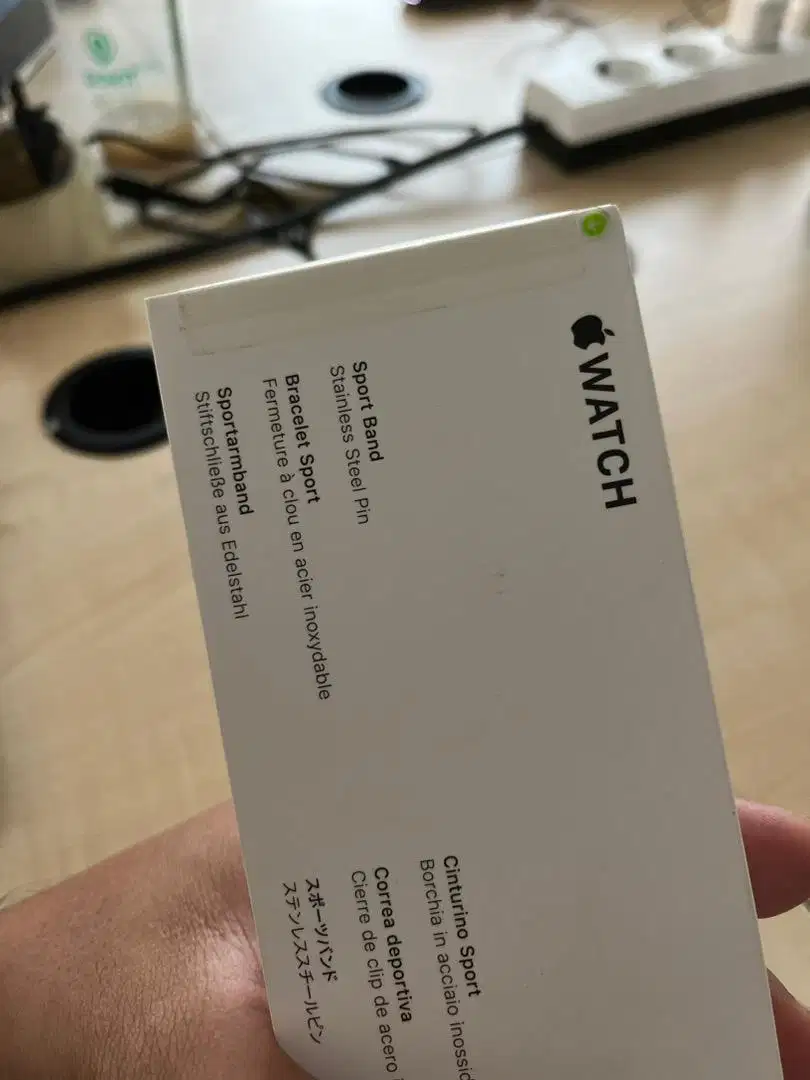 WATCH
Sport Band
Stainless Steel Pin
Bracelet Sport
Fermeture à clou en acier inoxydable
Sportarmband
Stiftschließe aus Edelstahl
Cinturino Sport
Borchia in acciaio
Correa deportiva
Cierre de clip de acero
スポーツバンド
ステンレススチールピン